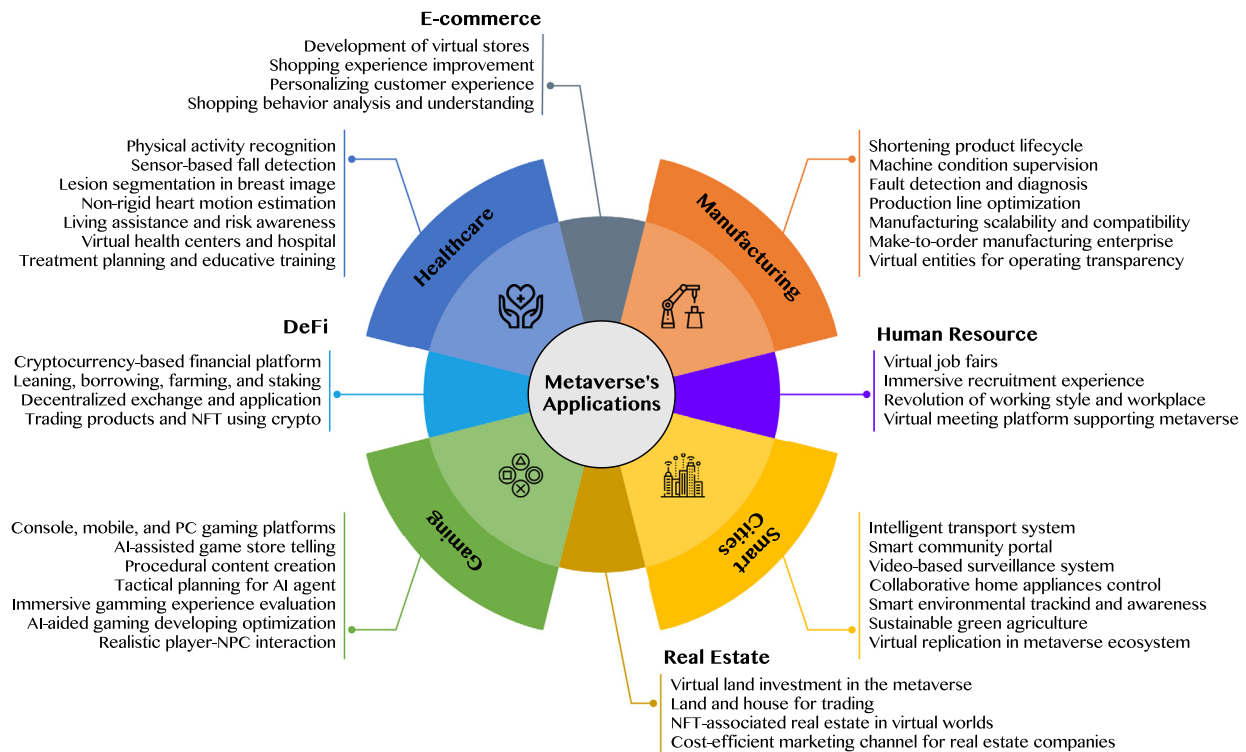 E-commerce
Development of virtual stores
Shopping experience improvement
Personalizing customer experience
Shopping behavior analysis and understanding
Physical activity recognition
Sensor-based fall detection
Lesion segmentation in breast image
Non-rigid heart motion estimation
Living assistance and risk awareness
Virtual health centers and hospital
Treatment planning and educative training
Healthcare
Manufacturing
Shortening product lifecycle
Machine condition supervision
Fault detection and diagnosis
Production line optimization
Manufacturing scalability and compatibility
Make-to-order manufacturing enterprise
Virtual entities for operating transparency
DeFi
Cryptocurrency-based financial platform
Leaning, borrowing, farming, and staking
Decentralized exchange and application
Trading products and NFT using crypto
Metaverse's
Applications
Human Resource
Virtual job fairs
Immersive recruitment experience
Revolution of working style and workplace
Virtual meeting platform supporting metaverse
Console, mobile, and PC gaming platforms
AI-assisted game store telling
Procedural content creation
Tactical planning for AI agent
Immersive gamming experience evaluation
AI-aided gaming developing optimization
Realistic player-NPC interaction
Gaming
Smart
Cities
Intelligent transport system
Smart community portal
Video-based surveillance system
Collaborative home appliances control
Smart environmental trackind and awareness
Sustainable green agriculture
Virtual replication in metaverse ecosystem
Real Estate
Virtual land investment in the metaverse
Land and house for trading
NFT-associated real estate in virtual worlds
Cost-efficient marketing channel for real estate companies